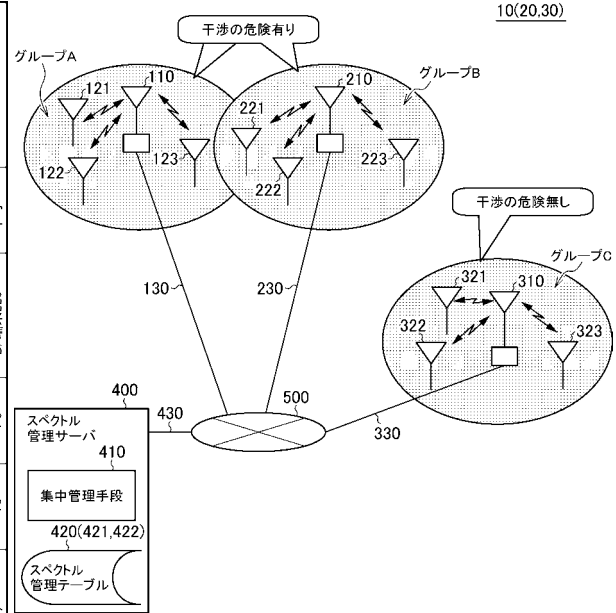 10(20,30)
干渉の危険有り
グループA
グループB
110
121
122
123
210
221
222
223
干渉の危険無し
グループC
321
310
322
323
130
230
330
400
430
500
スペクトル
管理サーバ
410
集中管理手段
420(421,422)
スペクトル
管理テーブル